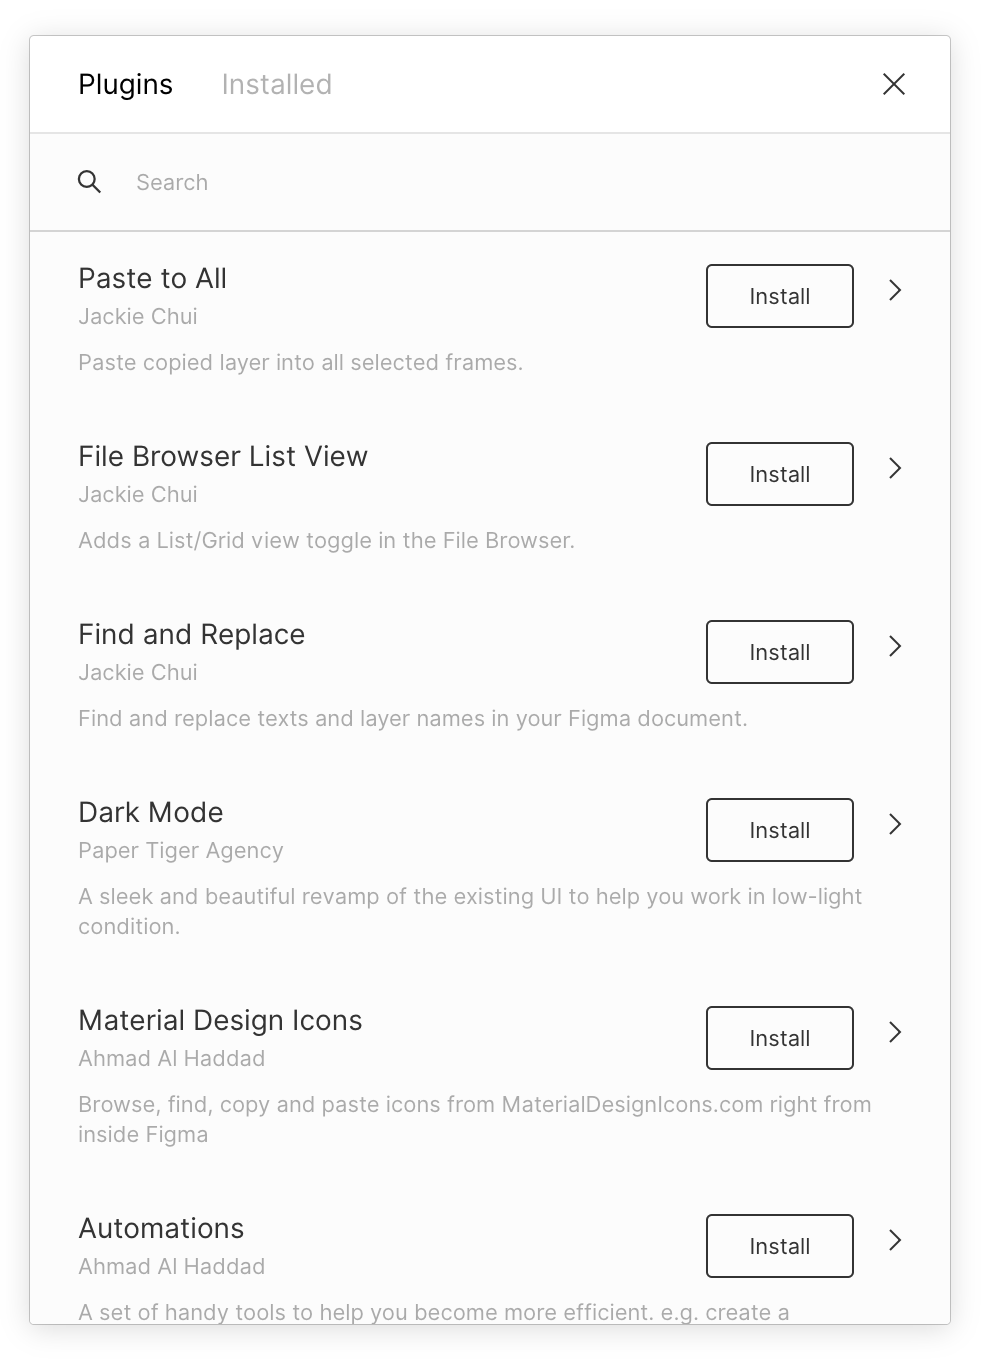 Plugins Installed
Search
Paste to All
Install
Jackie Chui
Paste copied layer into all selected frames.
File Browser List View
Install
Jackie Chui
Adds a List/Grid view toggle in the File Browser.
Find and Replace
Install
Jackie Chui
Find and replace texts and layer names in your Figma document.
Dark Mode
Install
Paper Tiger Agency
A sleek and beautiful revamp of the existing UI to help you work in low-light
condition.
Material Design Icons
Install
Ahmad Al Haddad
Browse, find, copy and paste icons from MaterialDesignIcons.com right from
inside Figma
Automations
Install
Ahmad Al Haddad
A set of handy tools to help you become more efficient. e.g. create a